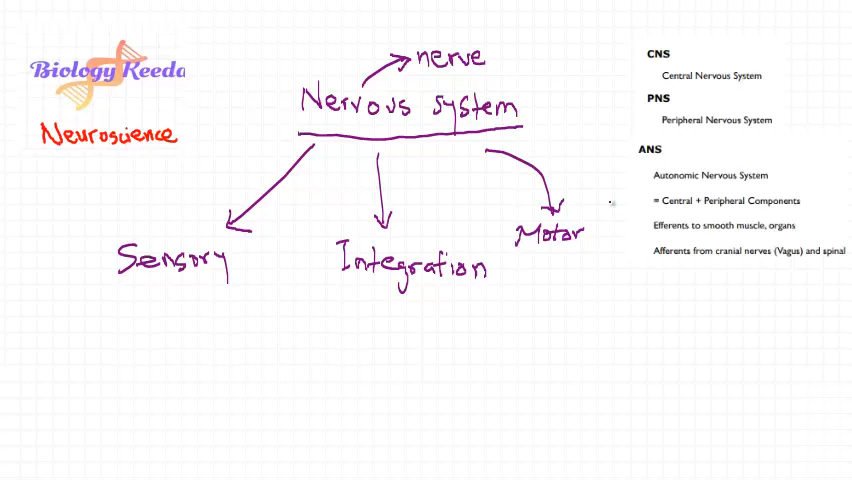 Biology Keeda
Neuroscience
nerve
Nervous system
Sensory
Integration
Motor
CNS
Central Nervous System
PNS
Peripheral Nervous System
ANS
Autonomic Nervous System
= Central + Peripheral Components
Efferents to smooth muscle, organs
Afferents from cranial nerves (Vagus) and spinal